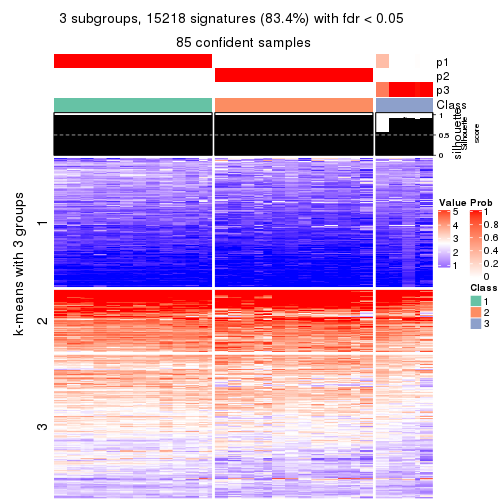 3 subgroups, 15218 signatures (83.4%) with fdr < 0.05
85 confident samples
p1
p2
p3
Class
1
0.5
0
silhouette
Silhouette
score
k-means with 3 groups
1
2
3
Value
5
4
3
2
1
Prob
1
0.8
0.6
0.4
0.2
0
Class
1
2
3